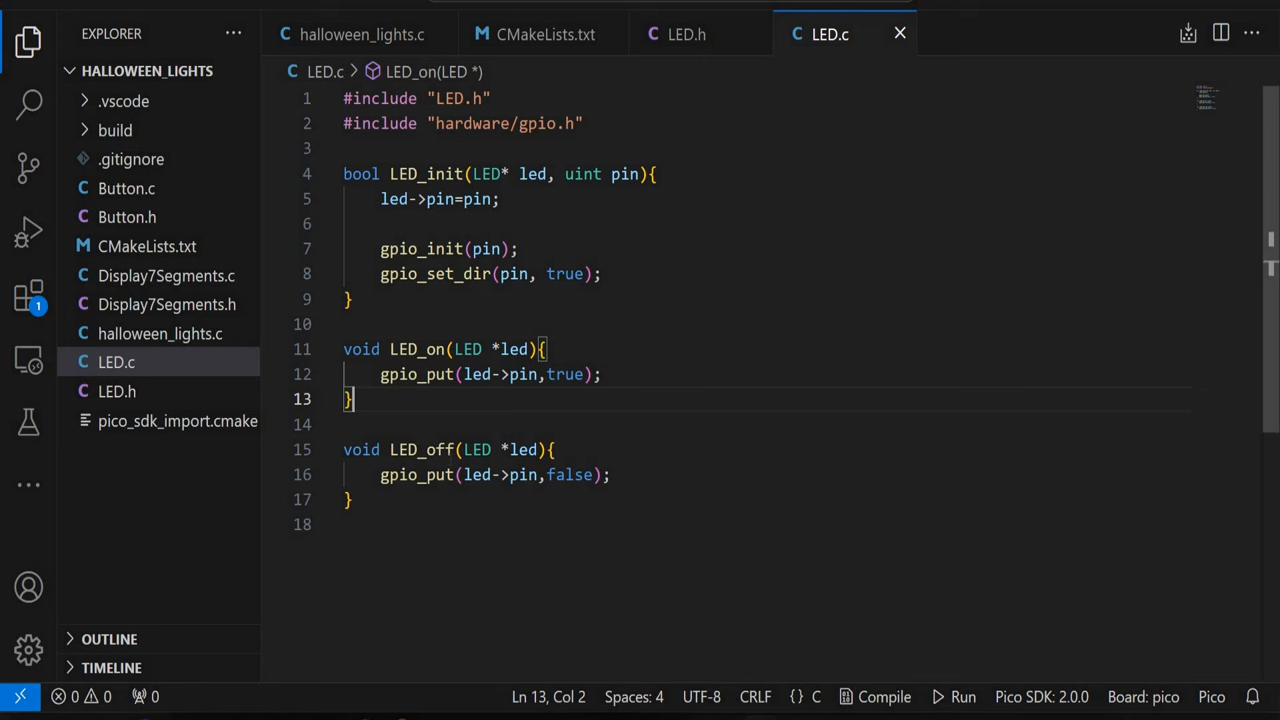 EXPLORER
HALLOWEEN_LIGHTS
.vscode
build
.gitignore
C Button.c
C Button.h
M CMakeLists.txt
C Display7Segments.c
C Display7Segments.h
C halloween_lights.c
C LED.c
C LED.h
pico_sdk_import.cmake
OUTLINE
TIMELINE
1
C halloween_lights.c
M CMakeLists.txt
C LED.h
C LED.c
C LED.c > LED_on(LED *)
1 #include "LED.h"
2 #include "hardware/gpio.h"
3
4 bool LED_init(LED* led, uint pin){
5 led->pin=pin;
6
7 gpio_init(pin);
8 gpio_set_dir(pin, true);
9 }
10
11 void LED_on(LED *led){
12 gpio_put(led->pin,true);
13 }
14
15 void LED_off(LED *led){
16 gpio_put(led->pin,false);
17 }
18
0 0 0 Ln 13, Col 2 Spaces: 4 UTF-8 CRLF {} C Compile Run Pico SDK: 2.0.0 Board: pico Pico